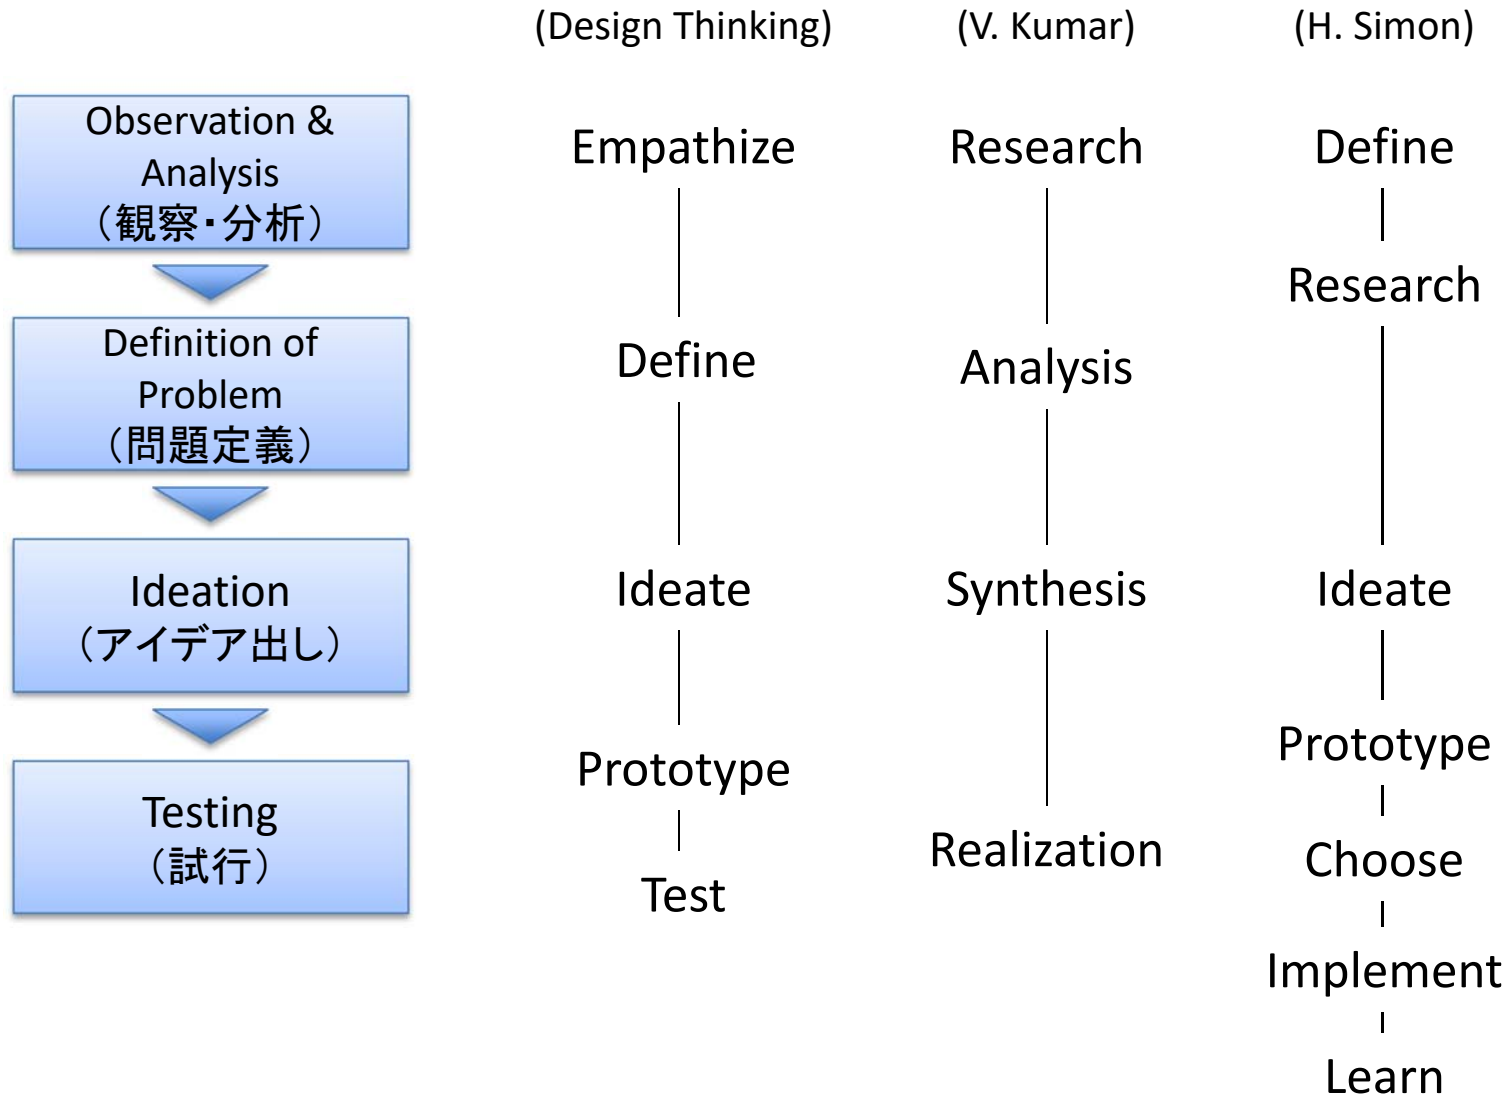 (Design Thinking)
(V. Kumar)
(H. Simon)
Observation &
Analysis
（観察・分析）
Definition of
Problem
（問題定義）
Ideation
（アイデア出し）
Testing
（試行）
Empathize
Define
Ideate
Prototype
Test
Research
Analysis
Synthesis
Realization
Define
Research
Ideate
Prototype
Choose
Implement
Learn